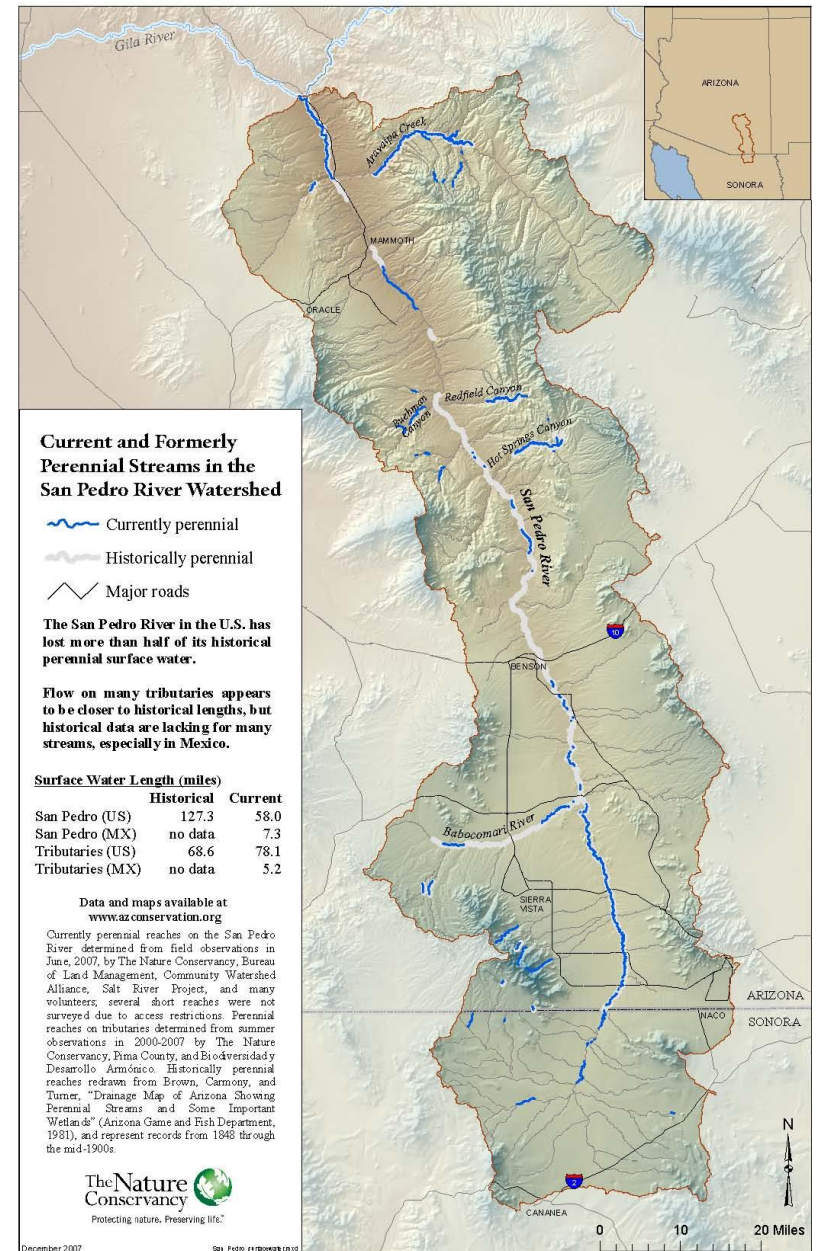 Gila River
ARIZONA
SONORA
Aravaipa Creek
MAMMOTH
ORACLE
Redfield Canyon
Buehman
Canyon
Hot Springs Canyon
San Pedro River
10
BENSON
Babocomari River
SIERRA
VISTA
ARIZONA
NACO
SONORA
2
CANANEA
N
0 10 20 Miles
Current and Formerly
Perennial Streams in the
San Pedro River Watershed
Currently perennial
Historically perennial
Major roads
The San Pedro River in the U.S. has
lost more than half of its historical
perennial surface water.
Flow on many tributaries appears
to be closer to historical lengths, but
historical data are lacking for many
streams, especially in Mexico.
Surface Water Length (miles)
Historical Current
San Pedro (US) 127.3 58.0
San Pedro (MX) no data 7.3
Tributaries (US) 68.6 78.1
Tributaries (MX) no data 5.2
Data and maps available at
www.azconservation.org
Currently perennial reaches on the San Pedro
River determined from field observations in
June, 2007, by The Nature Conservancy, Bureau
of Land Management, Community Watershed
Alliance, Salt River Project, and many
volunteers; several short reaches were not
surveyed due to access restrictions. Perennial
reaches on tributaries determined from summer
observations in 2000-2007 by The Nature
Conservancy, Pima County, and Biodiversidad y
Desarrollo Armónico. Historically perennial
reaches redrawn from Brown, Carmony, and
Turner, "Drainage Map of Arizona Showing
Perennial Streams and Some Important
Wetlands" (Arizona Game and Fish Department,
1981), and represent records from 1848 through
the mid-1900s.
The Nature
Conservancy
Protecting nature. Preserving life.™
December 2007
San_Pedro_surfacewater.mxd